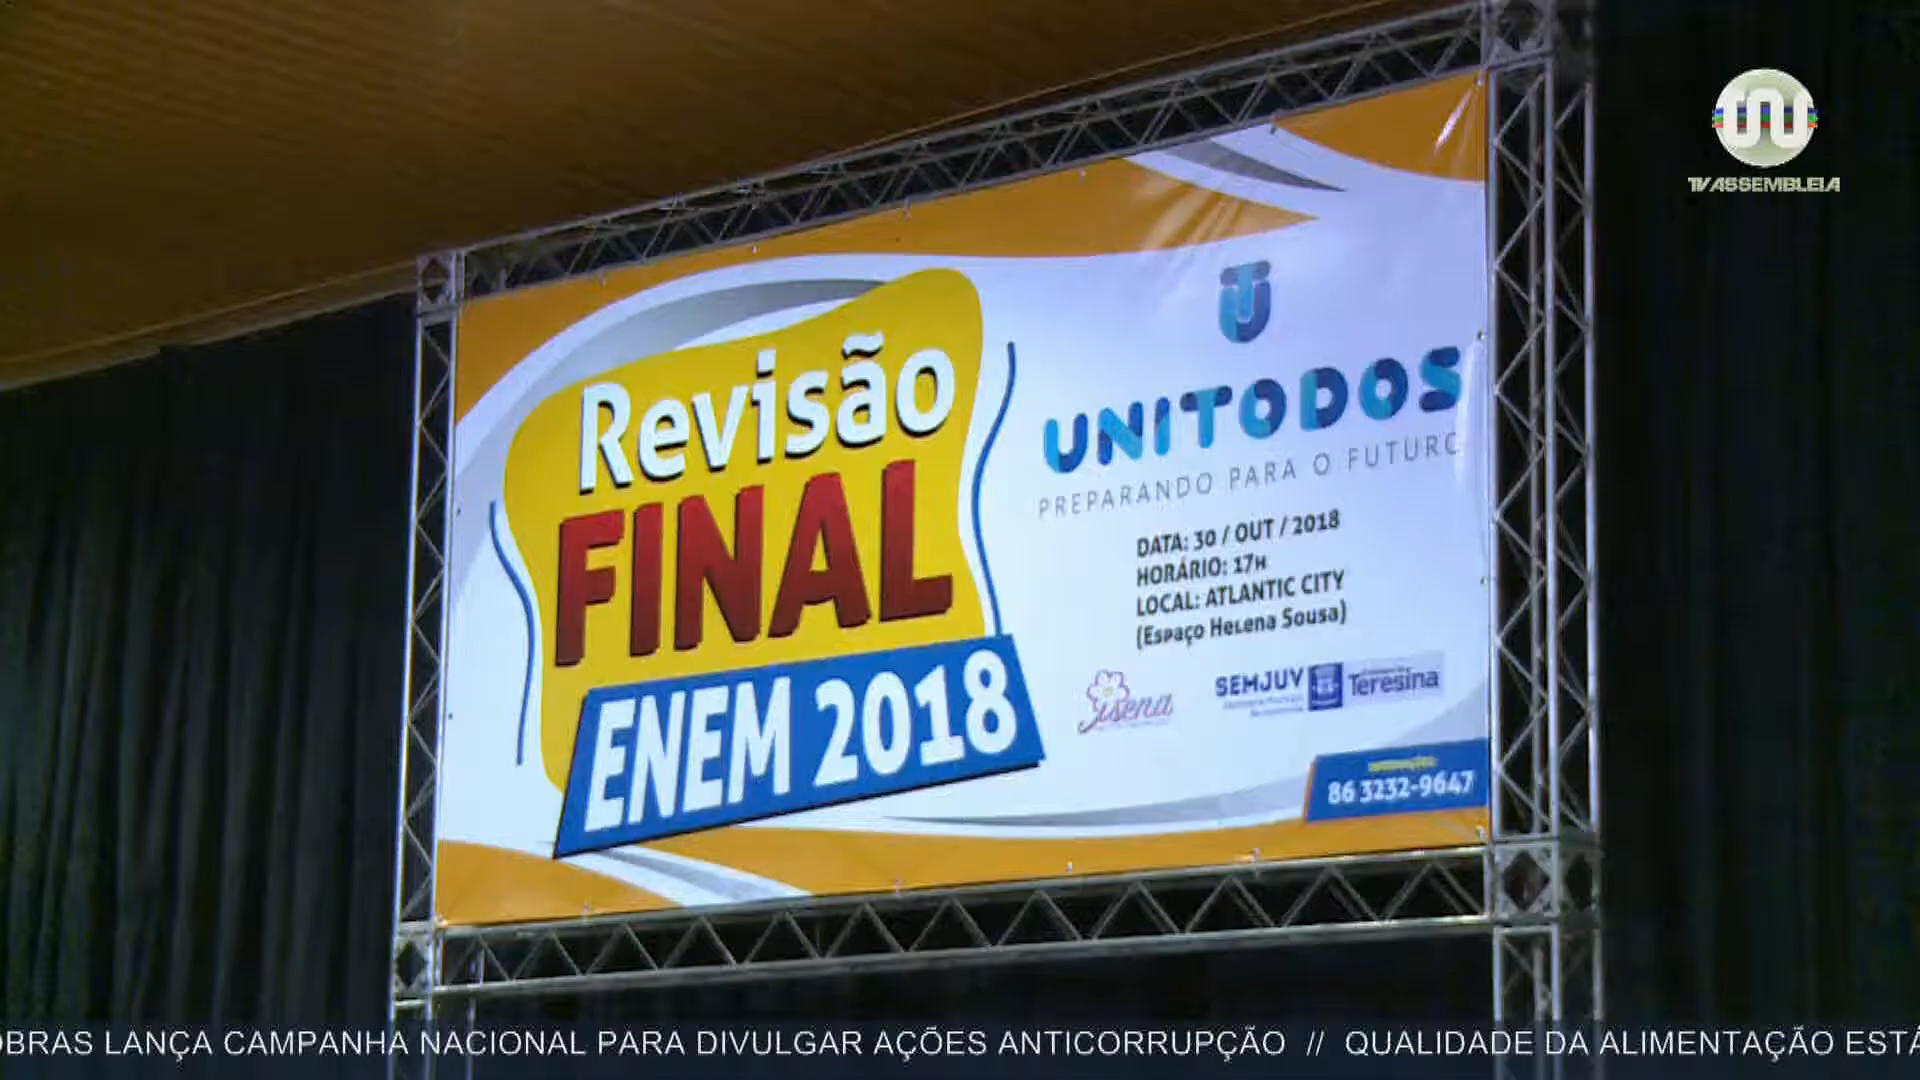 TV ASSEMBLEIA
Revisão
FINAL
ENEM 2018
UNITODOS
PREPARANDO PARA O FUTURO
DATA: 30 / OUT / 2018
HORÁRIO: 17H
LOCAL: ATLANTIC CITY
(Espaço Helena Sousa)
SEMJUV
Teresina
86 3232-9647
OBRAS LANÇA CAMPANHA NACIONAL PARA DIVULGAR AÇÕES ANTICORRUPÇÃO // QUALIDADE DA ALIMENTAÇÃO ESTÁ